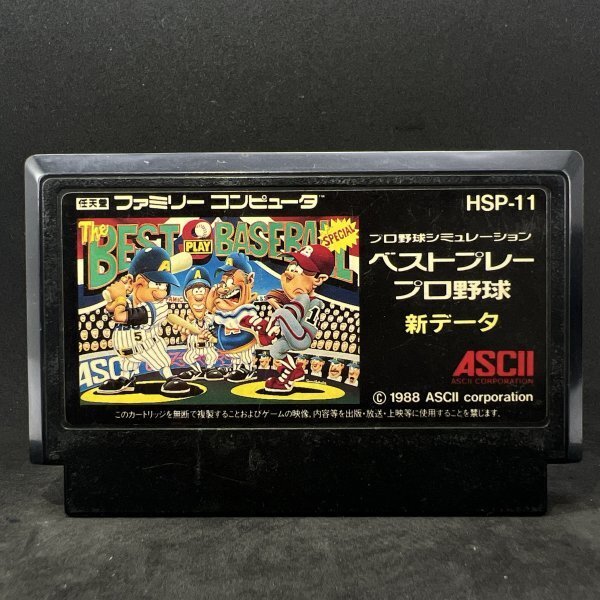 任天堂 ファミリー コンピュータ™
HSP-11
The BEST PLAY BASEBALL
SPECIAL
プロ野球シミュレーション
ベストプレー
プロ野球
新データ
ASCII
ASCII CORPORATION
© 1988 ASCII corporation
このカートリッジを無断で複製することおよびゲームの映像、内容等を出版・放送・上映等に使用することを禁じます。
A
A
A
B
5
1
ASC